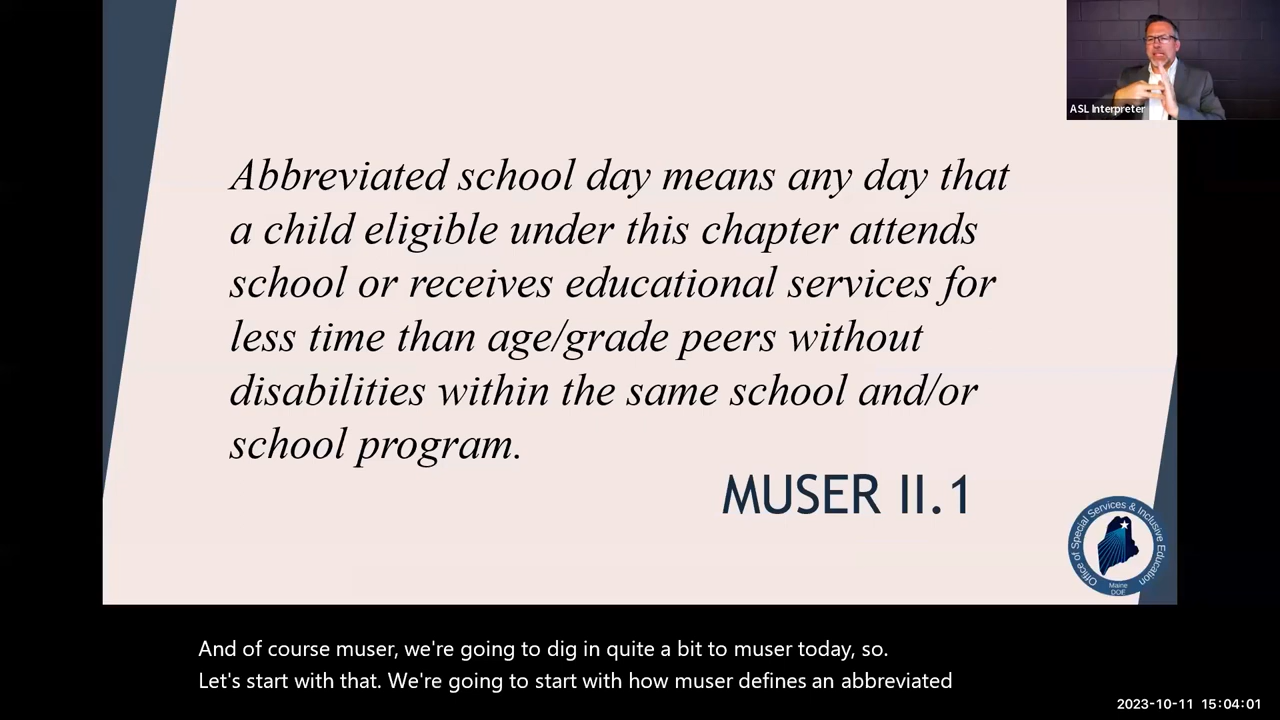 ASL Interpreter
Abbreviated school day means any day that
a child eligible under this chapter attends
school or receives educational services for
less time than age/grade peers without
disabilities within the same school and/or
school program.
MUSER II.1
Office of Special Services & Inclusive Education
Maine
DOE
And of course muser, we're going to dig in quite a bit to muser today, so.
Let's start with that. We're going to start with how muser defines an abbreviated
2023-10-11 15:04:01